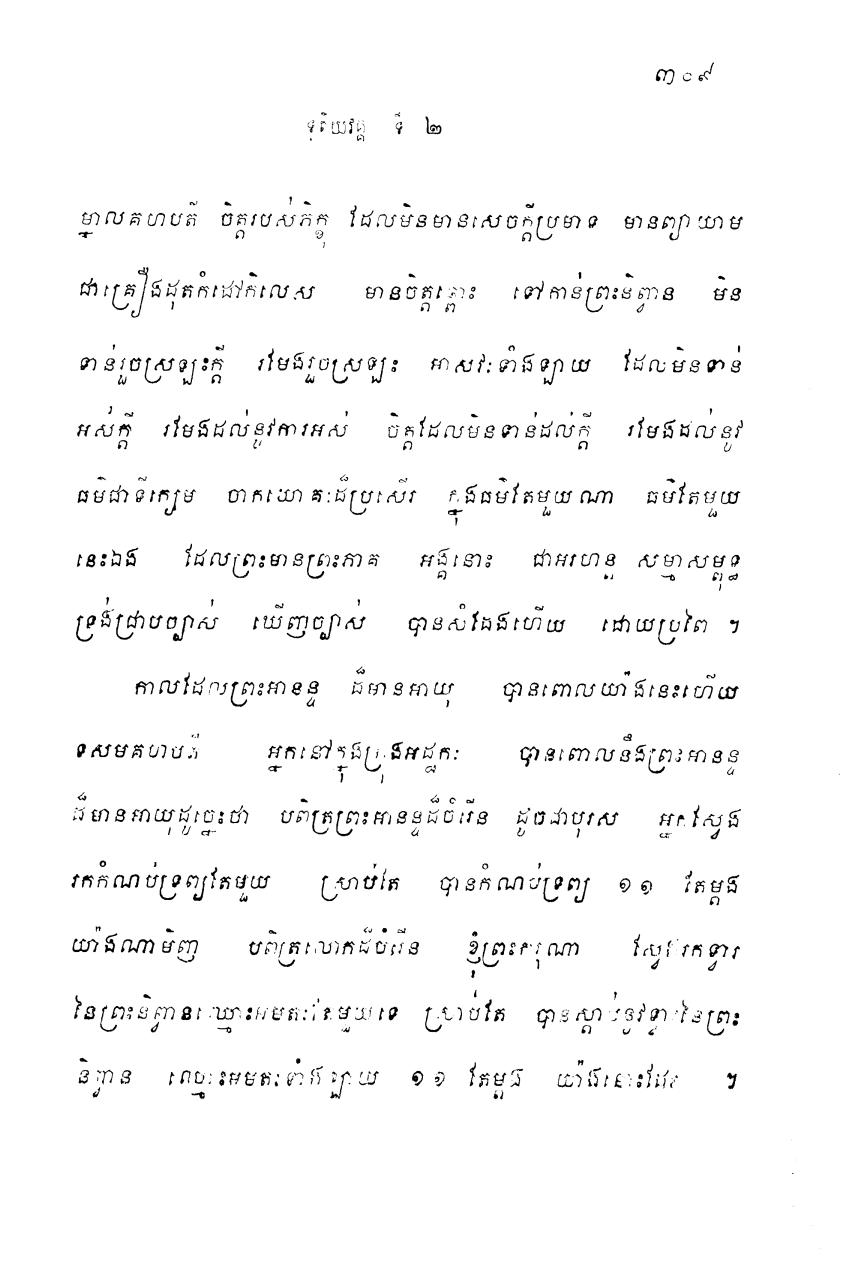 ៣០៩
ទុតិយវគ្គ ទី ២
ម្នាលគហបតី ចិត្តរបស់ភិក្ខុ ដែលមិនមានសេចក្តីប្រមាទ មានព្យាយាម
ជាគ្រឿងដុតកំដៅកិលេស មានចិត្តឆ្ពោះ ទៅកាន់ព្រះនិព្វាន មិន
ទាន់រួចស្រឡះក្តី រមែងរួចស្រឡះ អាសវៈទាំងឡាយ ដែលមិនទាន់
អស់ក្តី រមែងដល់នូវការអស់ ចិត្តដែលមិនទាន់ដល់ក្តី រមែងដល់នូវ
ធម៌ជាទីក្សេម ចាកយោគៈដ៏ប្រសើរ ក្នុងធម៌តែមួយណា ធម៌តែមួយ
នេះឯង ដែលព្រះមានព្រះភាគ អង្គនោះ ជាអរហន្ត សម្មាសម្ពុទ្ធ
ទ្រង់ជ្រាបច្បាស់ ឃើញច្បាស់ បានសំដែងហើយ ដោយប្រពៃ ។
កាលដែលព្រះអានន្ទ ដ៏មានអាយុ បានពោលយ៉ាងនេះហើយ
ទសមគហបតី អ្នកនៅក្នុងក្រុងអដ្ឋកៈ បានពោលនឹងព្រះអានន្ទ
ដ៏មានអាយុដូច្នេះថា បពិត្រព្រះអានន្ទដ៏ចំរើន ដូចជាបុរស អ្នកស្វែង
រកកំណប់ទ្រព្យតែមួយ ស្រាប់តែ បានកំណប់ទ្រព្យ ១១ តែម្តង
យ៉ាងណាមិញ បពិត្រលោកដ៏ចំរើន ខ្ញុំព្រះករុណា ស្វែងរកទ្វារ
នៃព្រះនិព្វានឈ្មោះអមតៈតែមួយទេ ស្រាប់តែ បានស្តាប់នូវទ្វារនៃព្រះ
និព្វាន ឈ្មោះអមតៈទាំងឡាយ ១១ តែម្តង យ៉ាងនោះដែរ ។